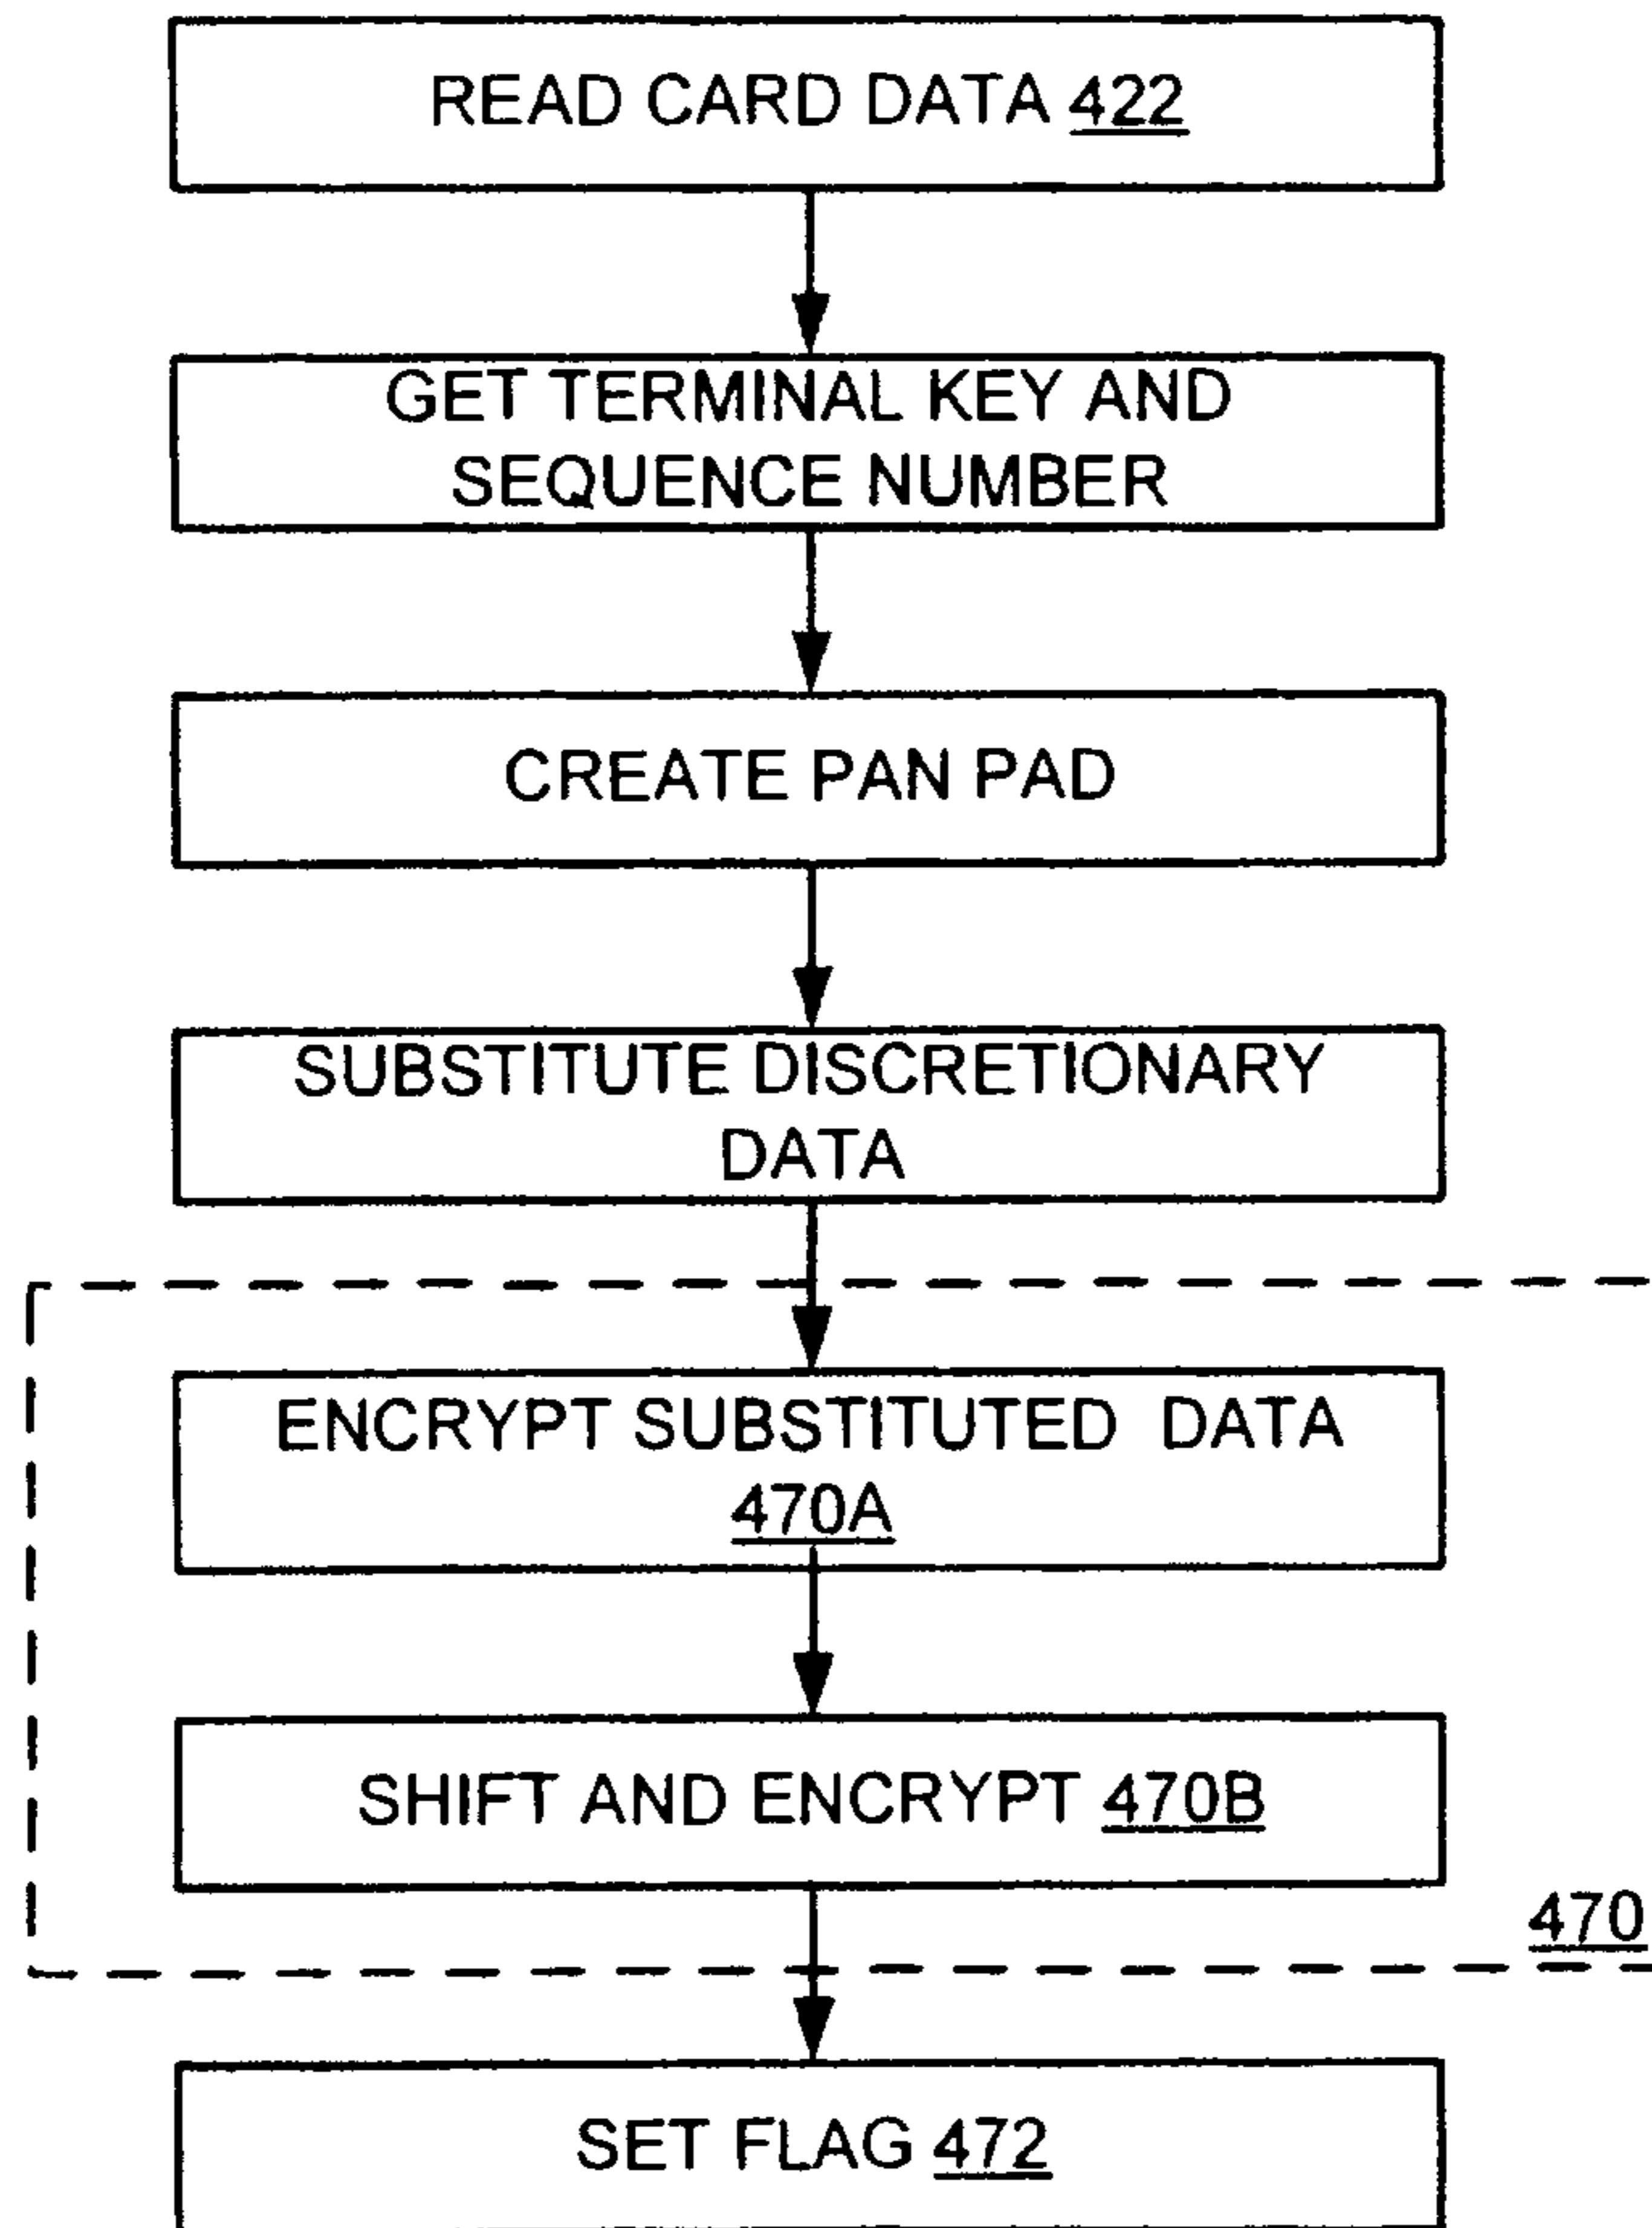 READ CARD DATA 422
GET TERMINAL KEY AND
SEQUENCE NUMBER
CREATE PAN PAD
SUBSTITUTE DISCRETIONARY
DATA
ENCRYPT SUBSTITUTED DATA
470A
SHIFT AND ENCRYPT 470B
470
SET FLAG 472